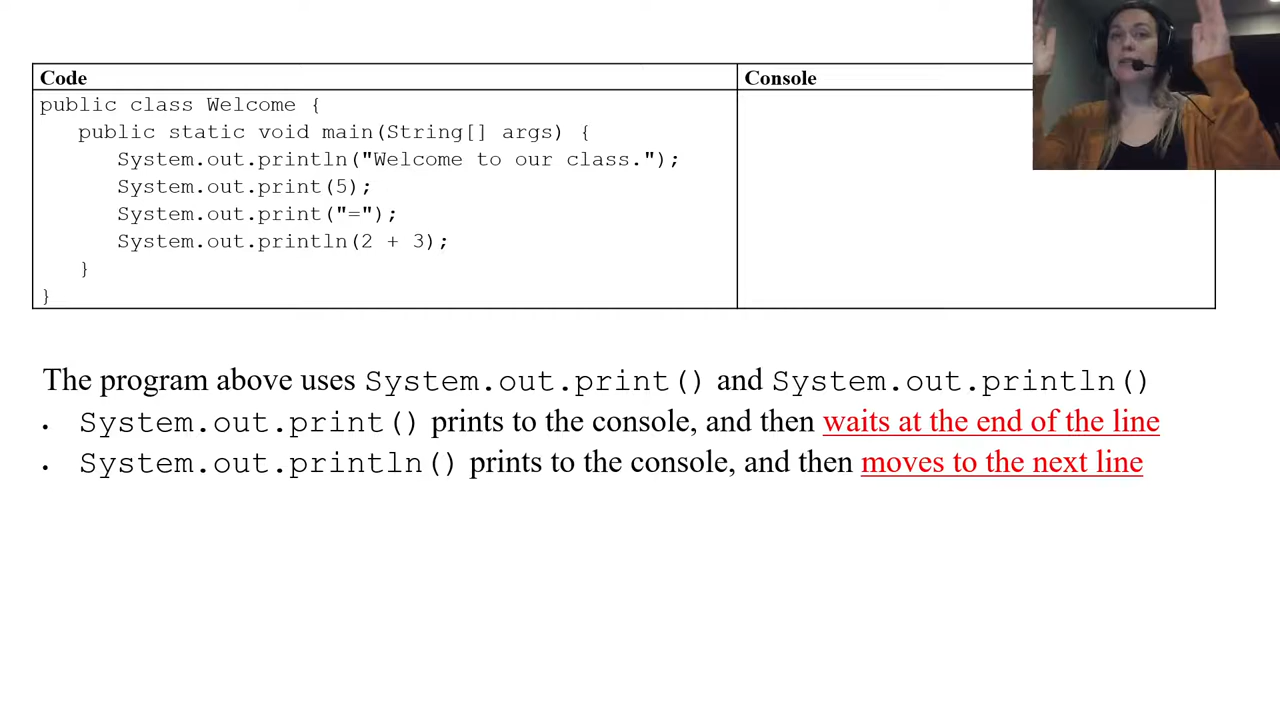 Code
Console
public class Welcome {
public static void main(String[] args) {
System.out.println("Welcome to our class.");
System.out.print(5);
System.out.print("=");
System.out.println(2 + 3);
}
}
The program above uses System.out.print() and System.out.println()
• System.out.print() prints to the console, and then waits at the end of the line
• System.out.println() prints to the console, and then moves to the next line